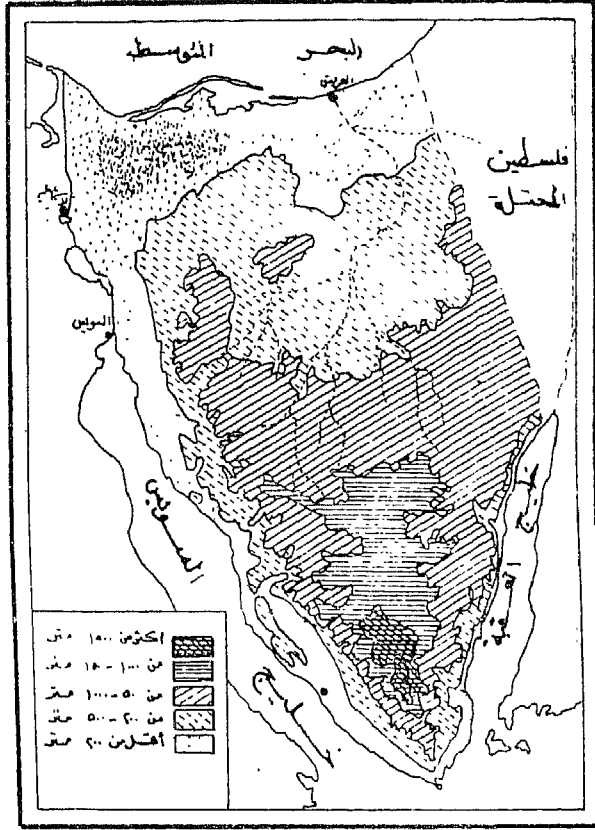 البحر المتوسط
العريش
فلسطين
المحتلة
السويس
خليج العقبة
خليج السويس
اكثر من ١٥٠٠ متر
من ١٠٠٠ - ١٥٠٠ متر
من ٥٠٠ - ١٠٠٠ متر
من ٢٠٠ - ٥٠٠ متر
أقل من ٢٠٠ متر